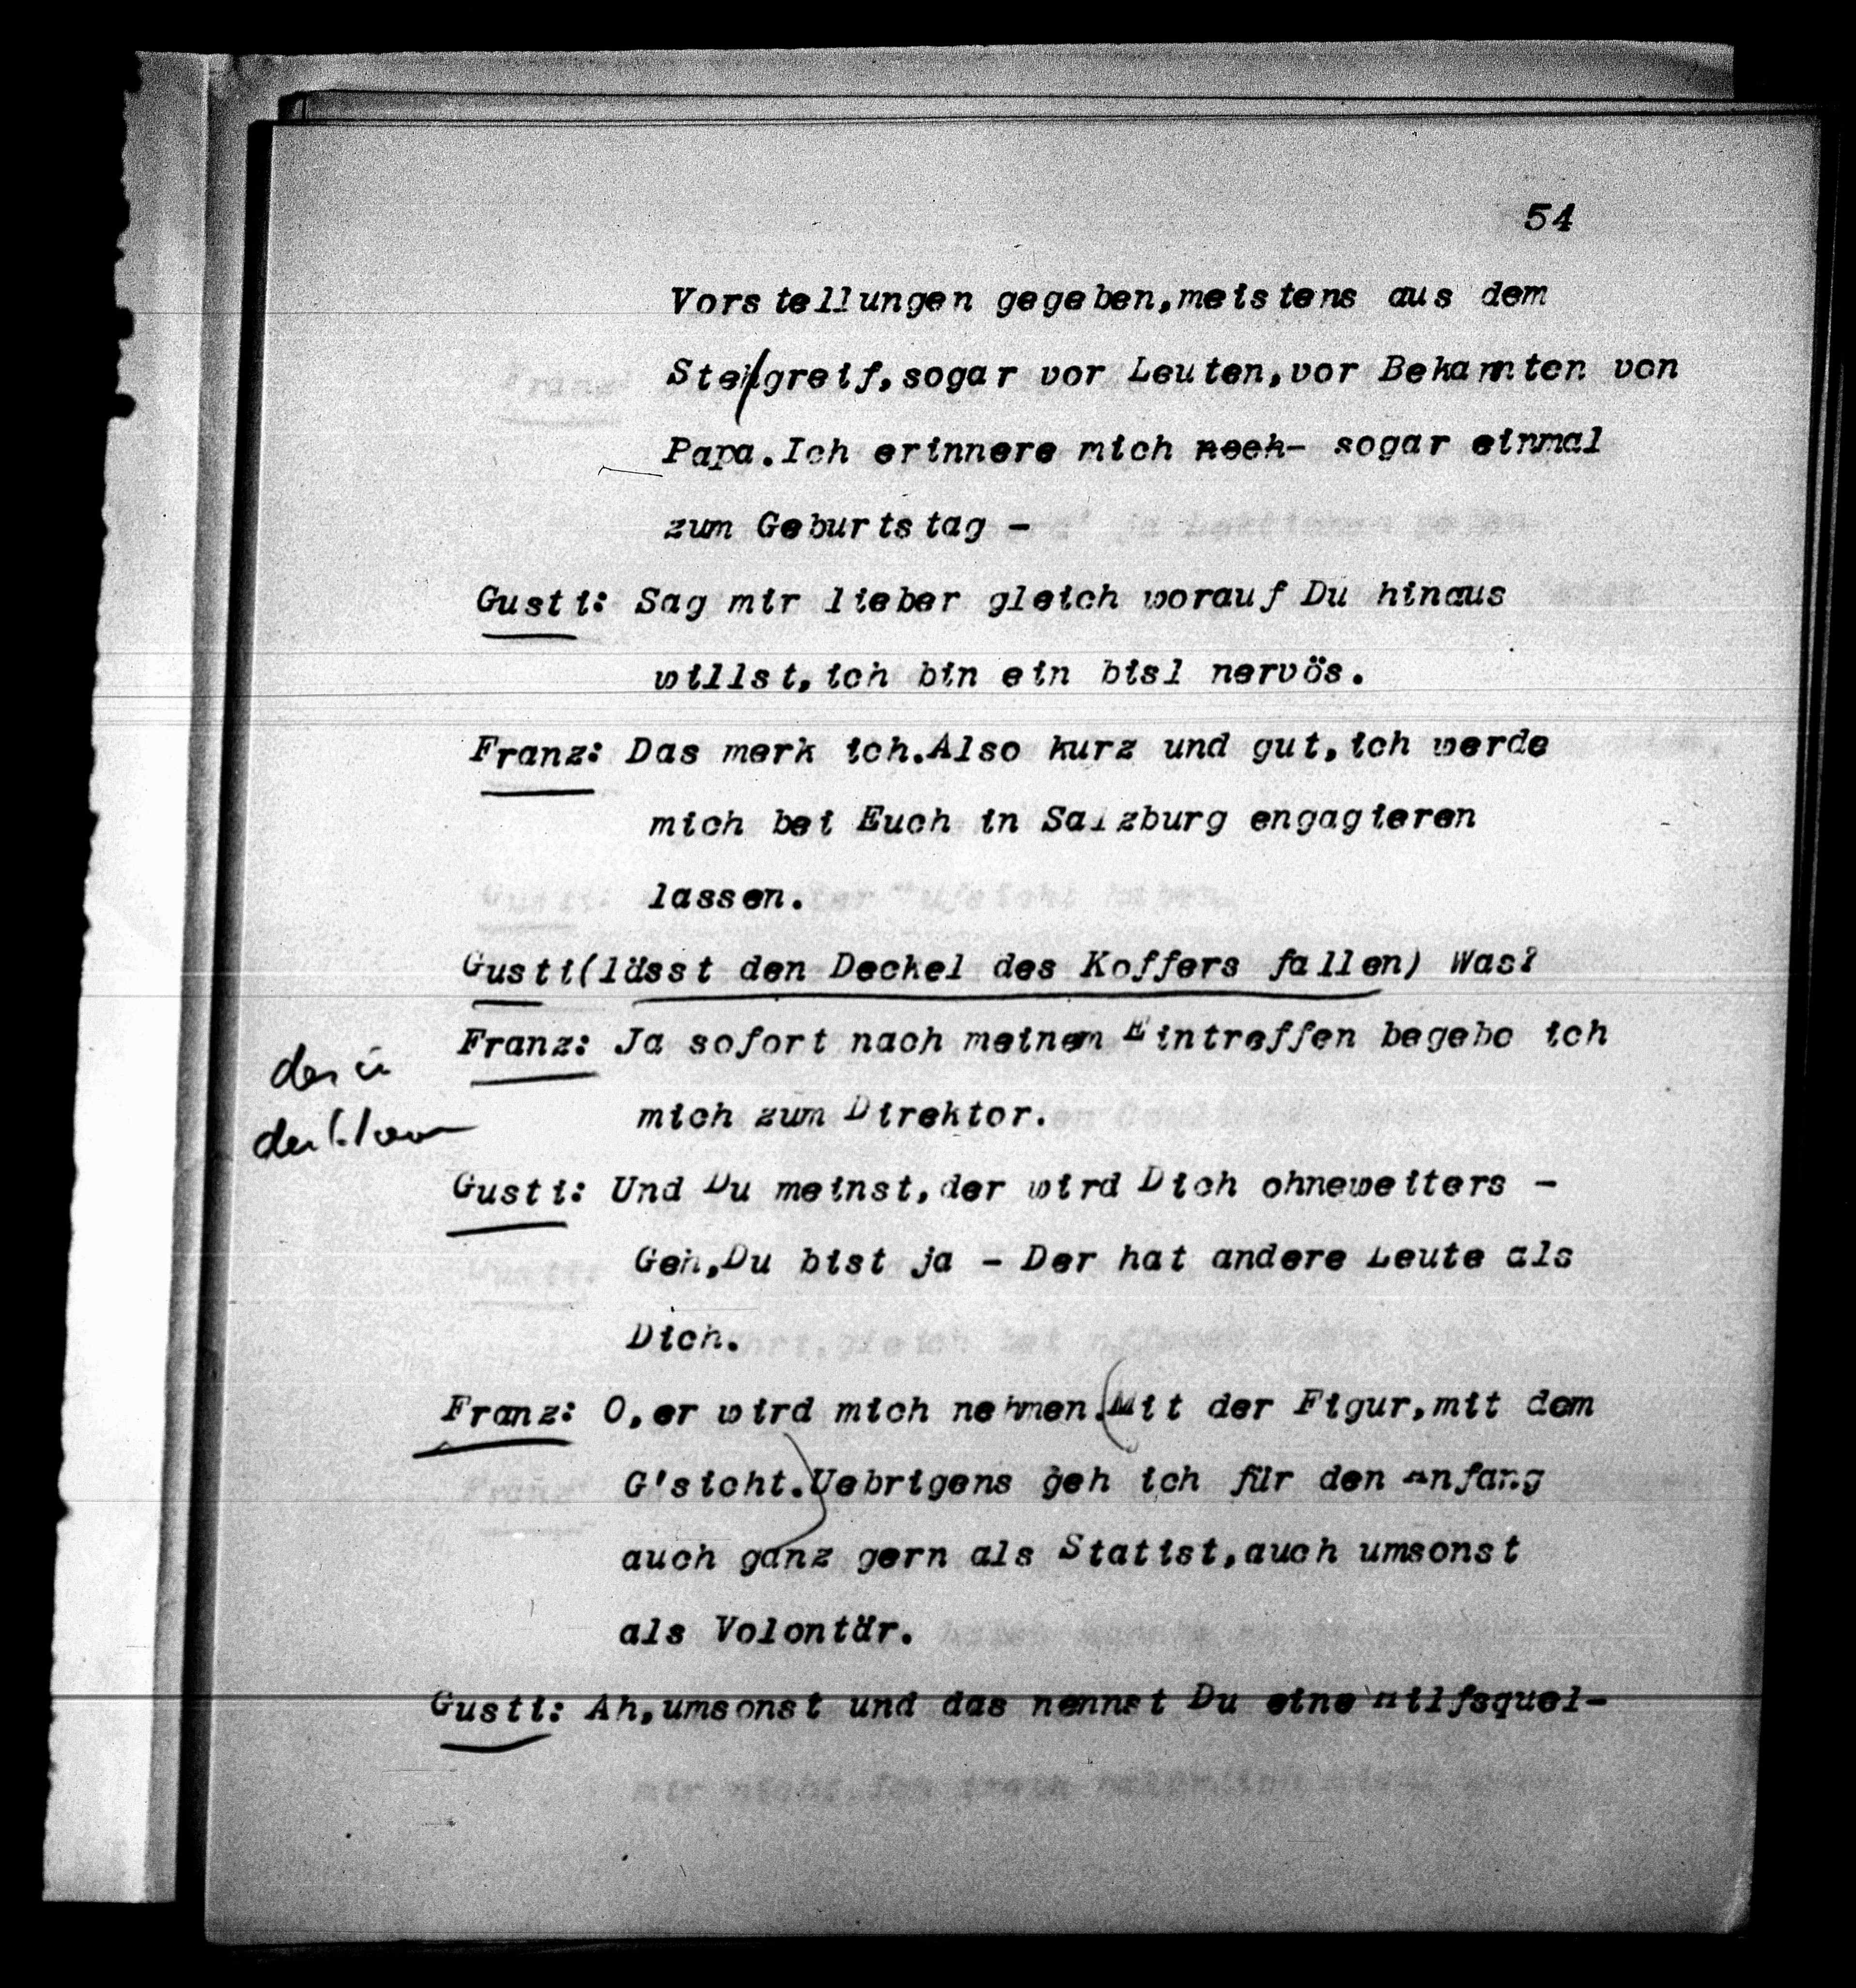 54
Vorstellungen gegeben,meistens aus dem
Stegreif,sogar vor Leuten,vor Bekannten von
Papa.Ich erinnere mich noch- sogar einmal
zum Geburtstag -
Gusti: Sag mir lieber gleich worauf Du hinaus
willst,ich bin ein bisl nervös.
Franz: Das merk ich.Also kurz und gut,ich werde
mich bei Euch in Salzburg engagieren
lassen.
Gusti(lässt den Deckel des Koffers fallen) Was?
Franz: Ja sofort nach meinem Eintreffen begebe ich
mich zum Direktor.
Gusti: Und Du meinst,der wird Dich ohneweiters -
Geh,Du bist ja - Der hat andere Leute als
Dich.
Franz: O,er wird mich nehmen.(Mit der Figur,mit dem
G'sicht.)Uebrigens geh ich für den Anfang
auch ganz gern als Statist,auch umsonst
als Volontär.
Gusti: Ah,umsonst und das nennst Du eine Hilfsquel-